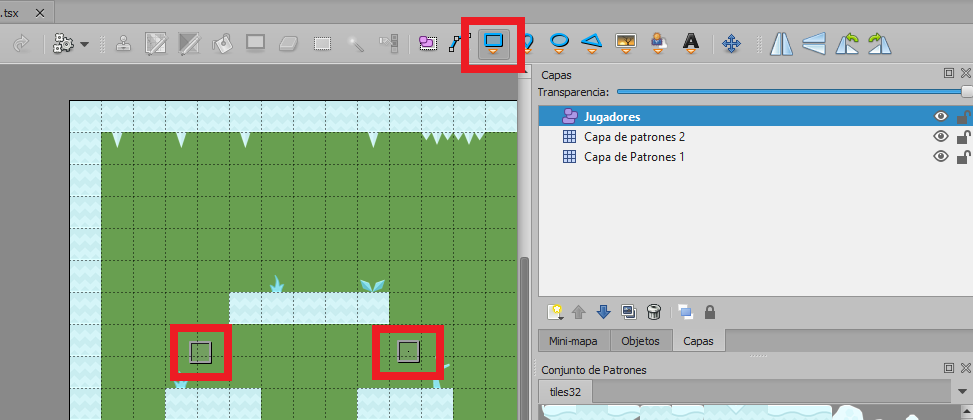 .tsx
A
Capas
Transparencia:
Jugadores
Capa de patrones 2
Capa de Patrones 1
Mini-mapa
Objetos
Capas
Conjunto de Patrones
tiles32